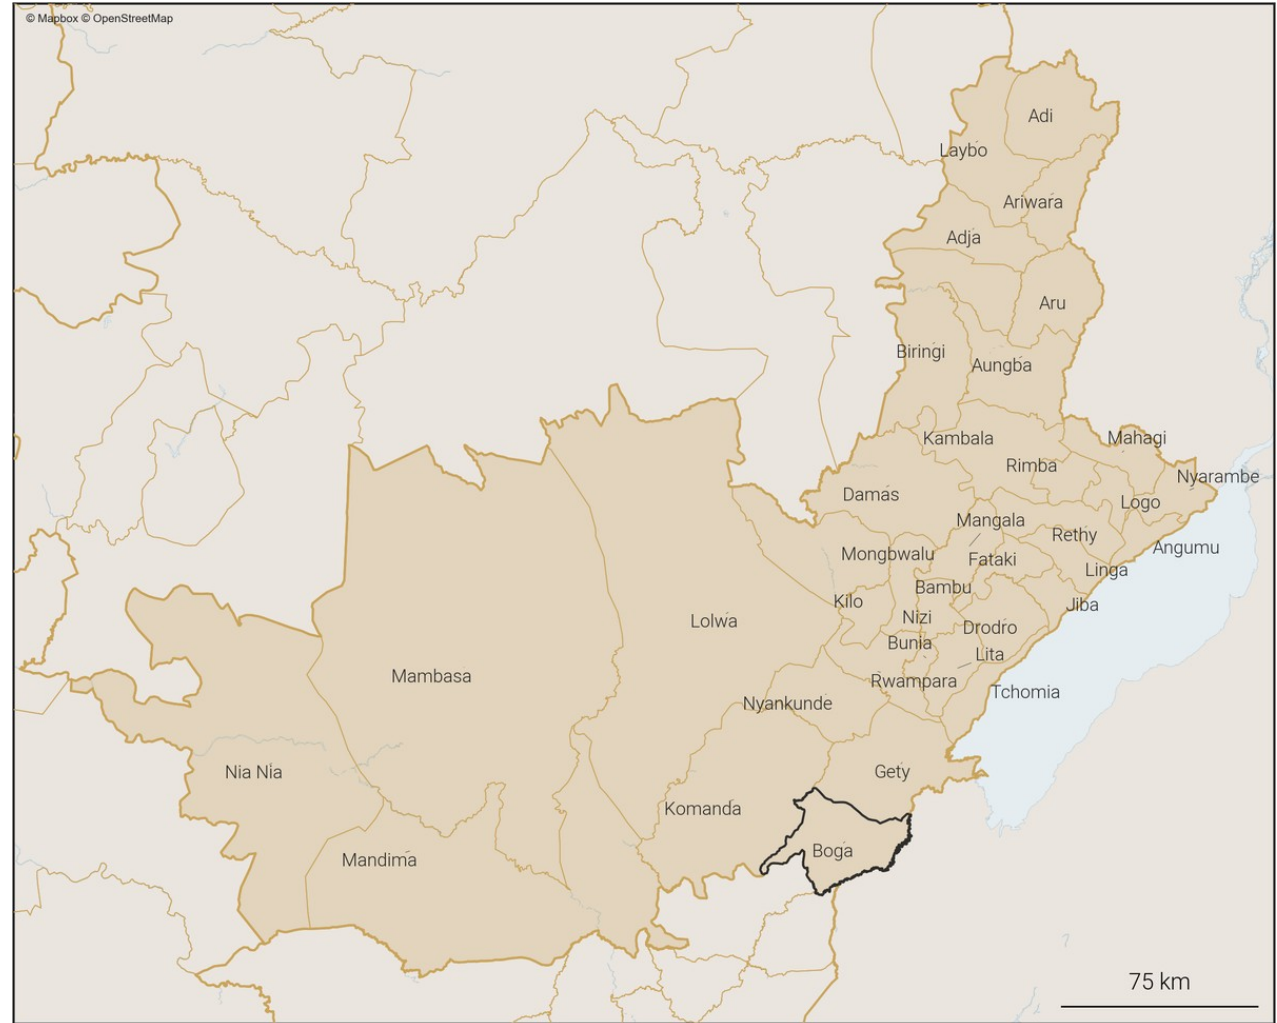 © Mapbox © OpenStreetMap
Adi
Laybo
Ariwara
Adja
Aru
Biringi
Aungba
Kambala
Mahagi
Rimba
Nyarambe
Damas
Logo
Mangala
Rethy
Angumu
Mongbwalu
Fataki
Linga
Bambu
Kilo
Jiba
Nizi
Lolwa
Drodro
Bunia
Lita
Mambasa
Rwampara
Tchomia
Nyankunde
Nia Nia
Gety
Komanda
Boga
Mandima
75 km